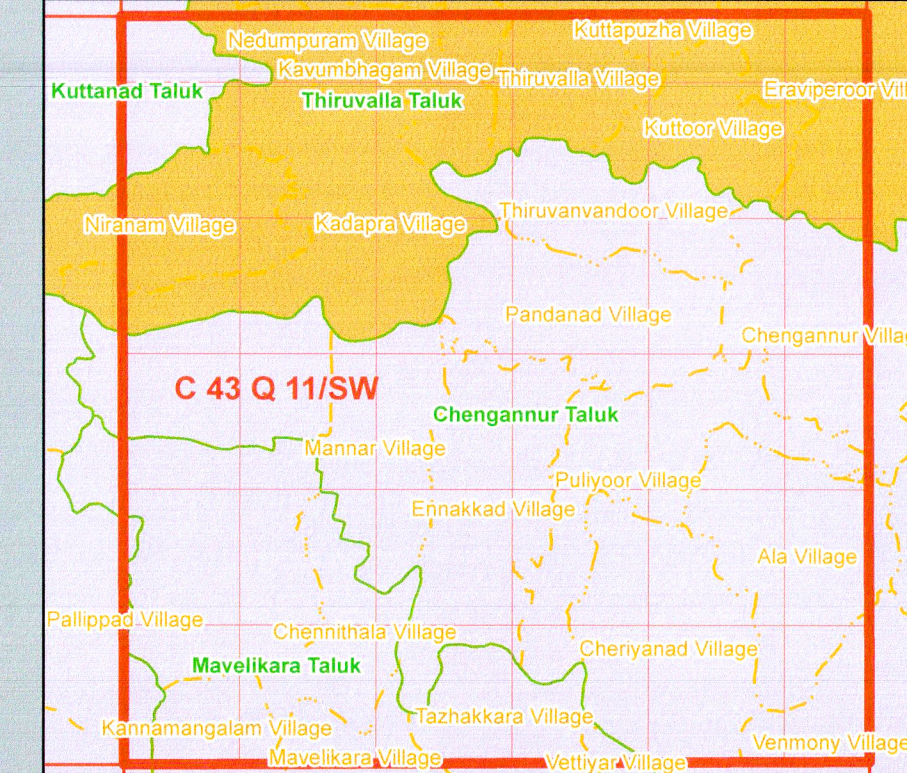 Kuttapuzha Village
Nedumpuram Village
Kavumbhagam Village
Thiruvalla Village
Eraviperoor Vill
Kuttanad Taluk
Thiruvalla Taluk
Kuttoor Village
Thiruvanvandoor Village
Niranam Village
Kadapra Village
Pandanad Village
Chengannur Villag
C 43 Q 11/SW
Chengannur Taluk
Mannar Village
Puliyoor Village
Ennakkad Village
Ala Village
Pallippad Village
Chennithala Village
Cheriyanad Village
Mavelikara Taluk
Tazhakkara Village
Kannamangalam Village
Venmony Village
Mavelikara Village
Vettiyar Village